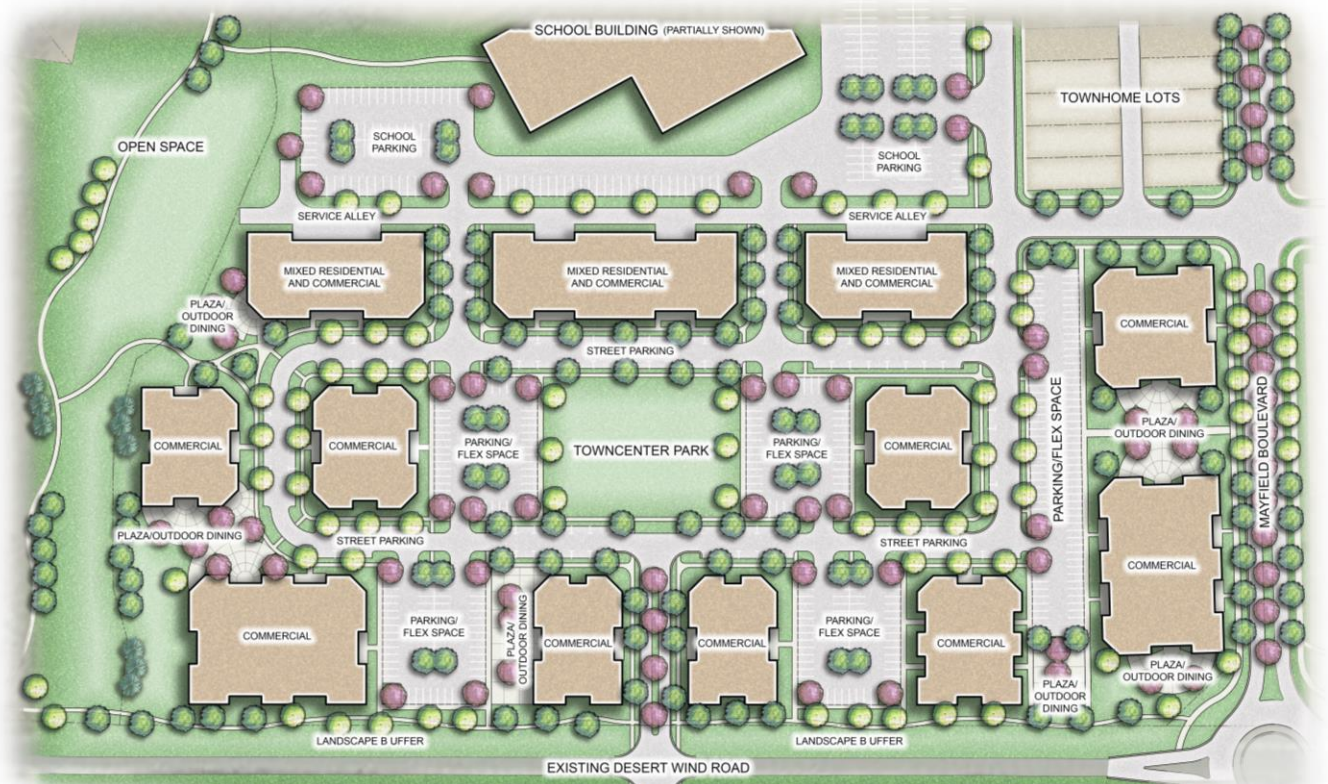 SCHOOL BUILDING (PARTIALLY SHOWN)
TOWNHOME LOTS
OPEN SPACE
SCHOOL
PARKING
SCHOOL
PARKING
SERVICE ALLEY
SERVICE ALLEY
MIXED RESIDENTIAL
AND COMMERCIAL
MIXED RESIDENTIAL
AND COMMERCIAL
MIXED RESIDENTIAL
AND COMMERCIAL
PLAZA/
OUTDOOR
DINING
COMMERCIAL
STREET PARKING
MAYFIELD BOULEVARD
PARKING/FLEX SPACE
PLAZA/
OUTDOOR DINING
COMMERCIAL
COMMERCIAL
PARKING/
FLEX SPACE
TOWNCENTER PARK
PARKING/
FLEX SPACE
COMMERCIAL
PLAZA/OUTDOOR DINING
STREET PARKING
STREET PARKING
COMMERCIAL
COMMERCIAL
PARKING/
FLEX SPACE
PLAZA/
OUTDOOR DINING
COMMERCIAL
COMMERCIAL
PARKING/
FLEX SPACE
COMMERCIAL
PLAZA/
OUTDOOR
DINING
PLAZA/
OUTDOOR DINING
LANDSCAPE B UFFER
LANDSCAPE B UFFER
EXISTING DESERT WIND ROAD